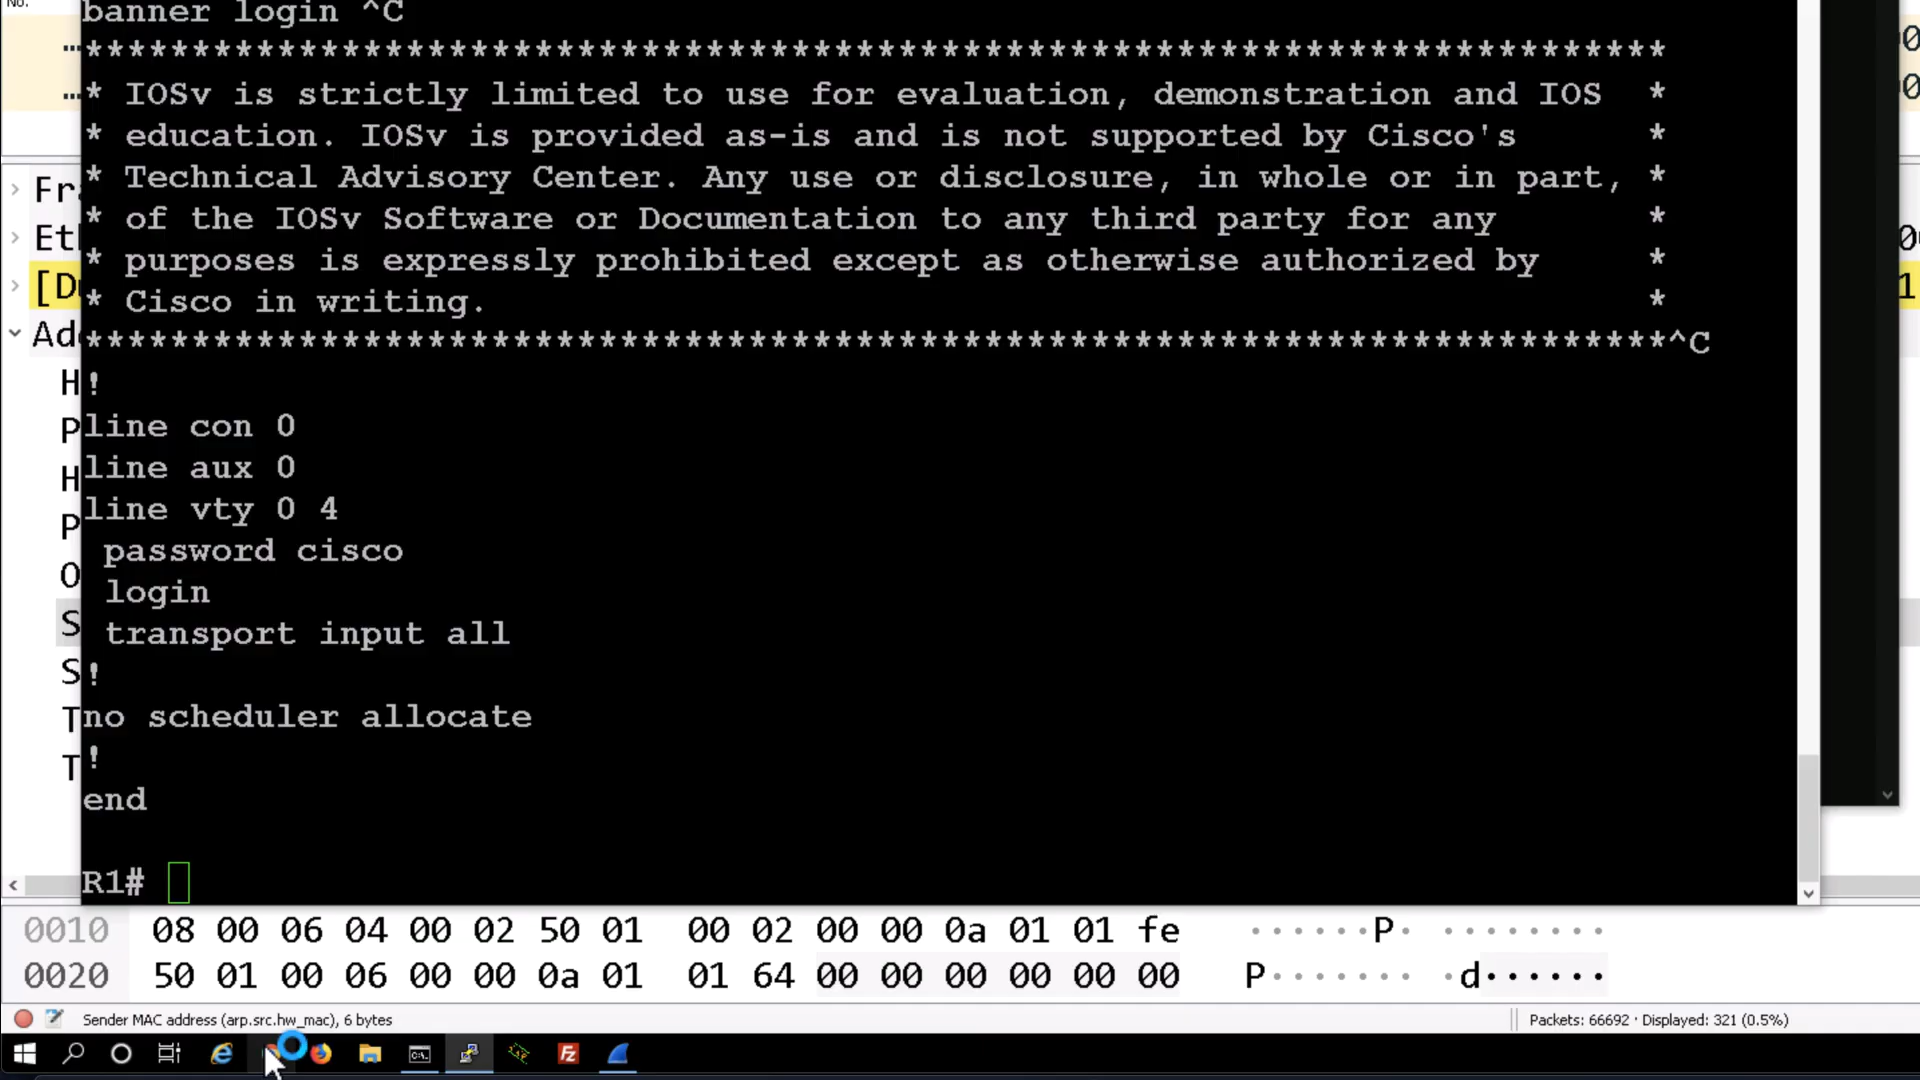 No.
banner login ^C
**************************************************************************
* IOSv is strictly limited to use for evaluation, demonstration and IOS *
* education. IOSv is provided as-is and is not supported by Cisco's *
* Technical Advisory Center. Any use or disclosure, in whole or in part, *
* of the IOSv Software or Documentation to any third party for any *
* purposes is expressly prohibited except as otherwise authorized by *
* Cisco in writing. *
**************************************************************************^C
!
line con 0
line aux 0
line vty 0 4
password cisco
login
transport input all
!
no scheduler allocate
!
end
R1#
0010 08 00 06 04 00 02 50 01 00 02 00 00 0a 01 01 fe ······P· ········
0020 50 01 00 06 00 00 0a 01 01 64 00 00 00 00 00 00 P······· ·d······
Sender MAC address (arp.src.hw_mac), 6 bytes
Packets: 66692 · Displayed: 321 (0.5%)